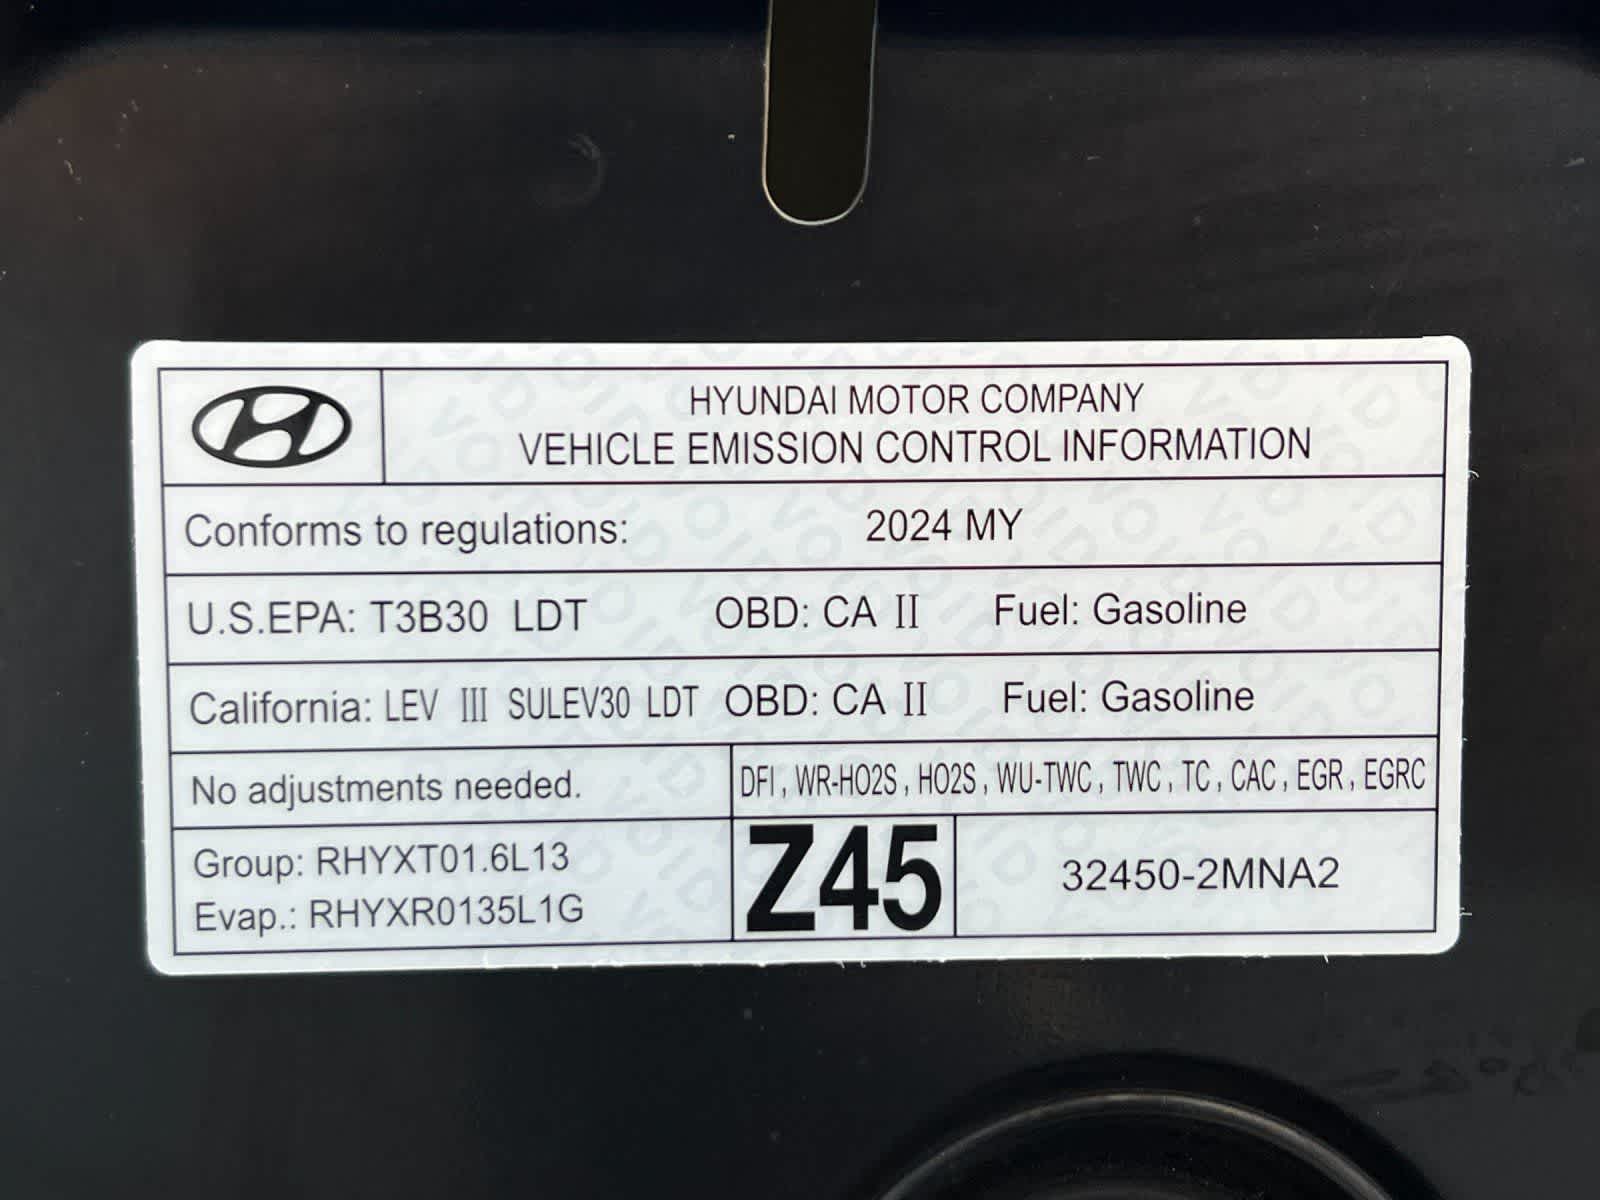 HYUNDAI MOTOR COMPANY
VEHICLE EMISSION CONTROL INFORMATION
Conforms to regulations: 2024 MY
U.S.EPA: T3B30 LDT OBD: CA II Fuel: Gasoline
California: LEV III SULEV30 LDT OBD: CA II Fuel: Gasoline
No adjustments needed. DFI, WR-HO2S, HO2S, WU-TWC, TWC, TC, CAC, EGR, EGRC
Group: RHYXT01.6L13
Evap.: RHYXR0135L1G
Z45 32450-2MNA2